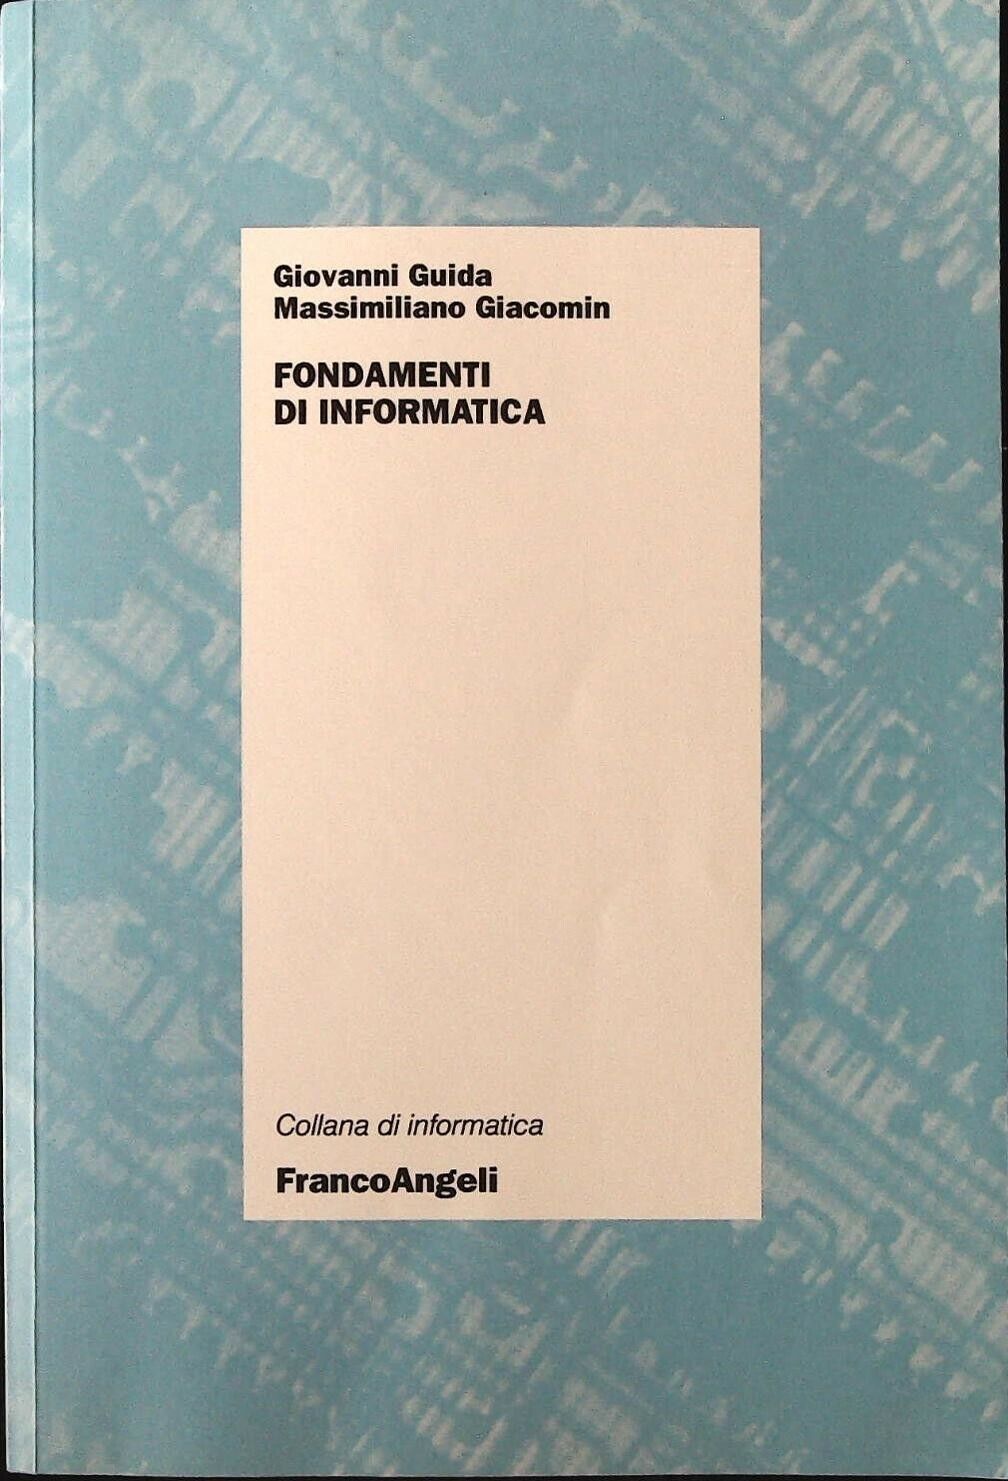 Giovanni Guida
Massimiliano Giacomin
FONDAMENTI
DI INFORMATICA
Collana di informatica
FrancoAngeli